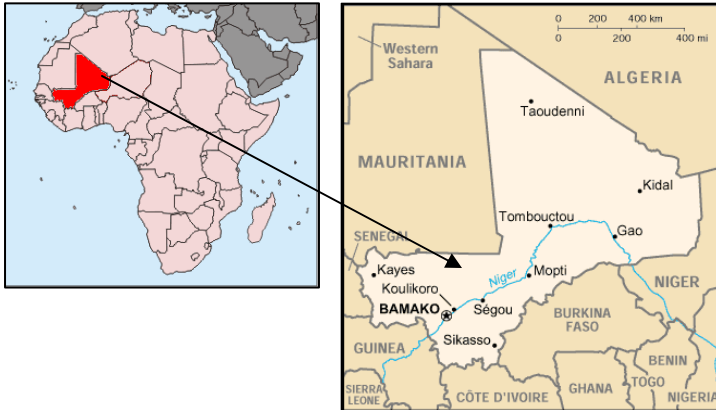 0 200 400 km
0 200 400 mi
Western
Sahara
ALGERIA
Taoudenni
MAURITANIA
Kidal
Tombouctou
Gao
SENEGAL
Kayes
Niger
Mopti
NIGER
Koulikoro
BAMAKO
Ségou
BURKINA
FASO
Sikasso
GUINEA
BENIN
TOGO
SIERRA
LEONE
CÔTE D'IVOIRE
GHANA
NIGERIA